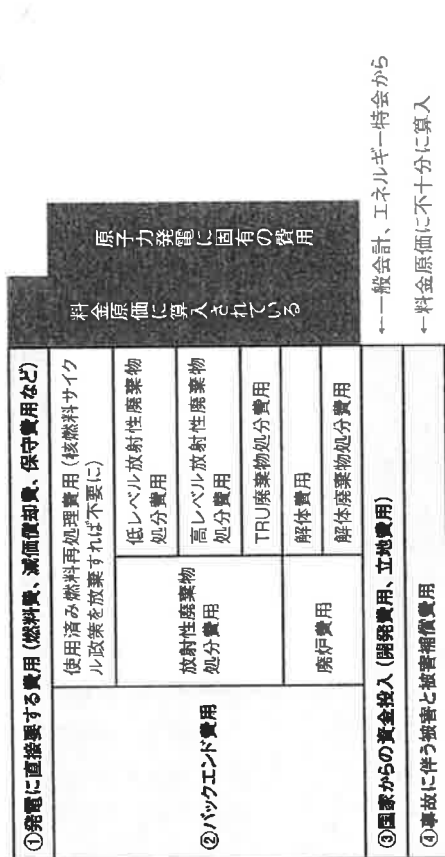 ①発電に直接要する費用(燃料費、減価償却費、保守費用など)
②バックエンド費用
使用済み燃料再処理費用(核燃料サイク
ル政策を放棄すれば不要に)
放射性廃棄物
処分費用
低レベル放射性廃棄物
処分費用
高レベル放射性廃棄物
処分費用
TRU廃棄物処分費用
廃炉費用
解体費用
解体廃棄物処分費用
料金原価に算入されている
原子力発電に固有の費用
③国家からの資金投入(開発費用、立地費用)
←一般会計、エネルギー特会から
④事故に伴う被害と被害補償費用
←料金原価に不十分に算入